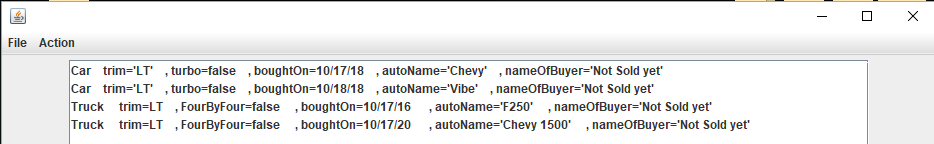 File Action
Car trim='LT' , turbo=false , boughtOn=10/17/18 , autoName='Chevy' , nameOfBuyer='Not Sold yet'
Car trim='LT' , turbo=false , boughtOn=10/18/18 , autoName='Vibe' , nameOfBuyer='Not Sold yet'
Truck trim=LT , FourByFour=false , boughtOn=10/17/16 , autoName='F250' , nameOfBuyer='Not Sold yet'
Truck trim=LT , FourByFour=false , boughtOn=10/17/20 , autoName='Chevy 1500' , nameOfBuyer='Not Sold yet'